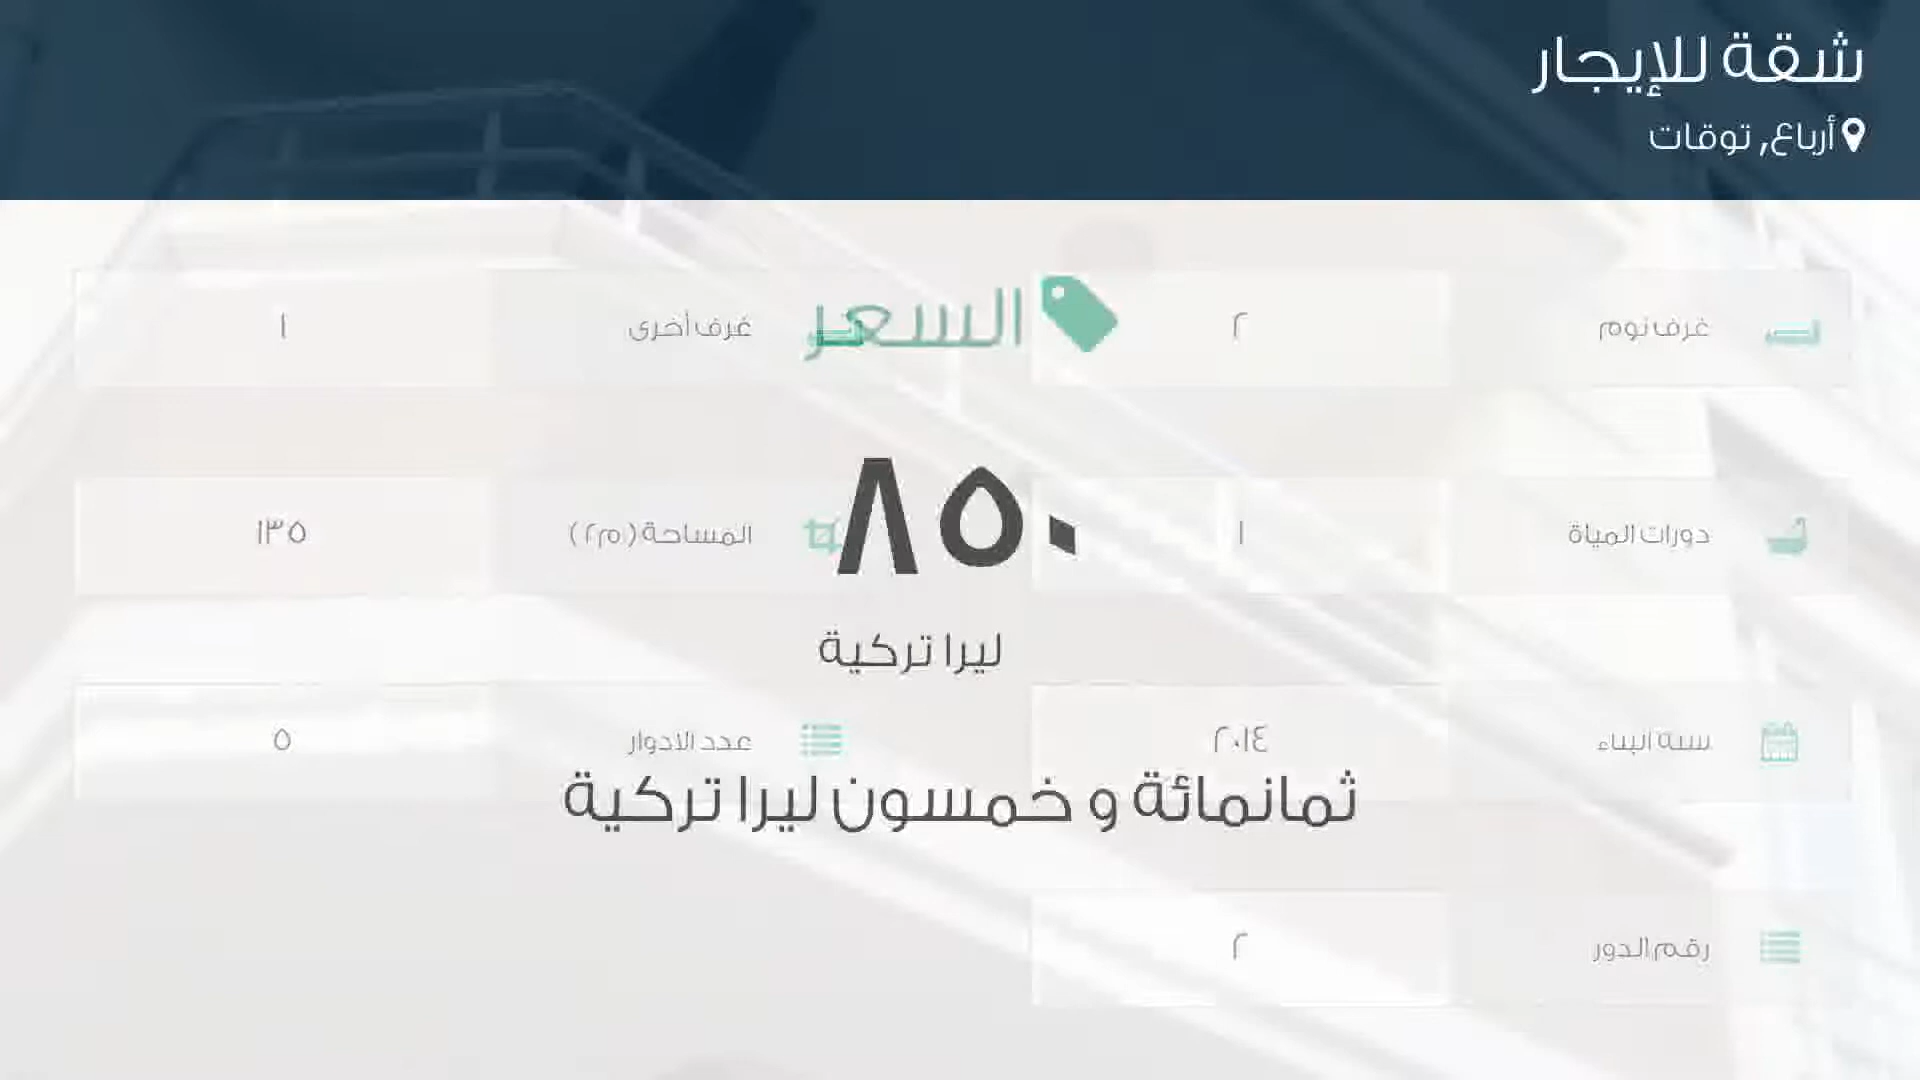 شقة للإيجار
أرباع, توقات
السعر
غرف نوم
٢
غرف أخرى
١
٨٥٠
دورات المياة
١
المساحة (م٢)
١٣٥
ليرا تركية
سنة البناء
٢٠١٤
عدد الادوار
٥
ثمانمائة و خمسون ليرا تركية
رقم الدور
٢